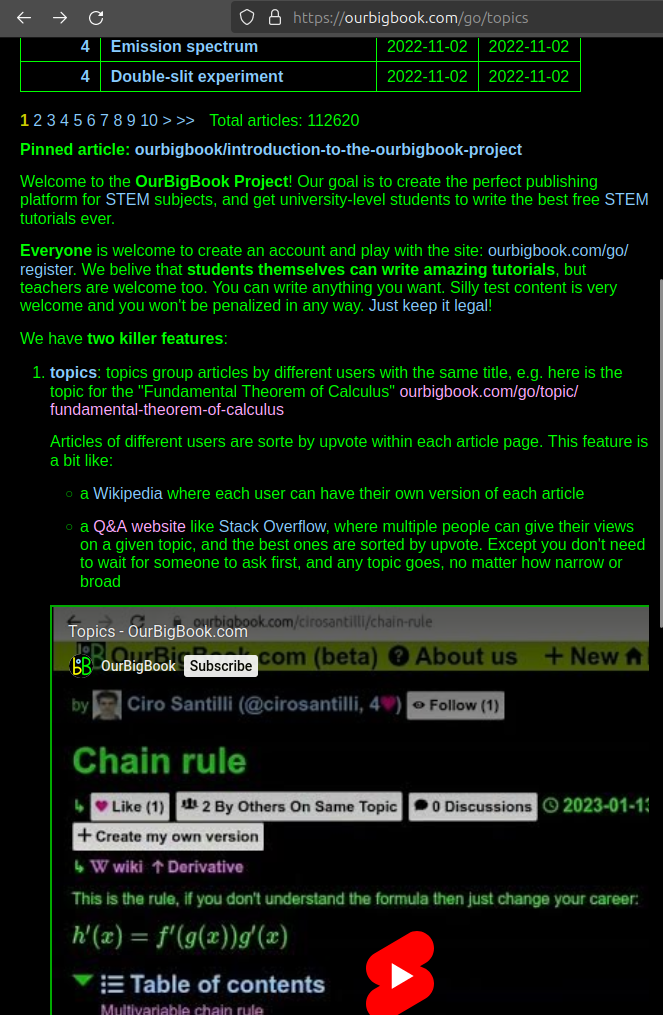 https://ourbigbook.com/go/topics
4 Emission spectrum 2022-11-02 2022-11-02
4 Double-slit experiment 2022-11-02 2022-11-02
1 2 3 4 5 6 7 8 9 10 > >> Total articles: 112620
Pinned article: ourbigbook/introduction-to-the-ourbigbook-project
Welcome to the OurBigBook Project! Our goal is to create the perfect publishing
platform for STEM subjects, and get university-level students to write the best free STEM
tutorials ever.
Everyone is welcome to create an account and play with the site: ourbigbook.com/go/
register. We belive that students themselves can write amazing tutorials, but
teachers are welcome too. You can write anything you want. Silly test content is very
welcome and you won't be penalized in any way. Just keep it legal!
We have two killer features:
1. topics: topics group articles by different users with the same title, e.g. here is the
topic for the "Fundamental Theorem of Calculus" ourbigbook.com/go/topic/
fundamental-theorem-of-calculus
Articles of different users are sorte by upvote within each article page. This feature is
a bit like:
○ a Wikipedia where each user can have their own version of each article
○ a Q&A website like Stack Overflow, where multiple people can give their views
on a given topic, and the best ones are sorted by upvote. Except you don't need
to wait for someone to ask first, and any topic goes, no matter how narrow or
broad
ourbigbook.com/cirosantilli/chain-rule
Topics - OurBigBook.com
OurBigBook.com (beta) ? About us + New
OurBigBook Subscribe
by Ciro Santilli (@cirosantilli, 4♥) Follow (1)
Chain rule
↳ ♥ Like (1) 2 By Others On Same Topic 0 Discussions 2023-01-13
+ Create my own version
↳ W wiki ↑ Derivative
This is the rule, if you don't understand the formula then just change your career:
h′(x) = f′(g(x))g′(x)
Table of contents
Multivariable chain rule